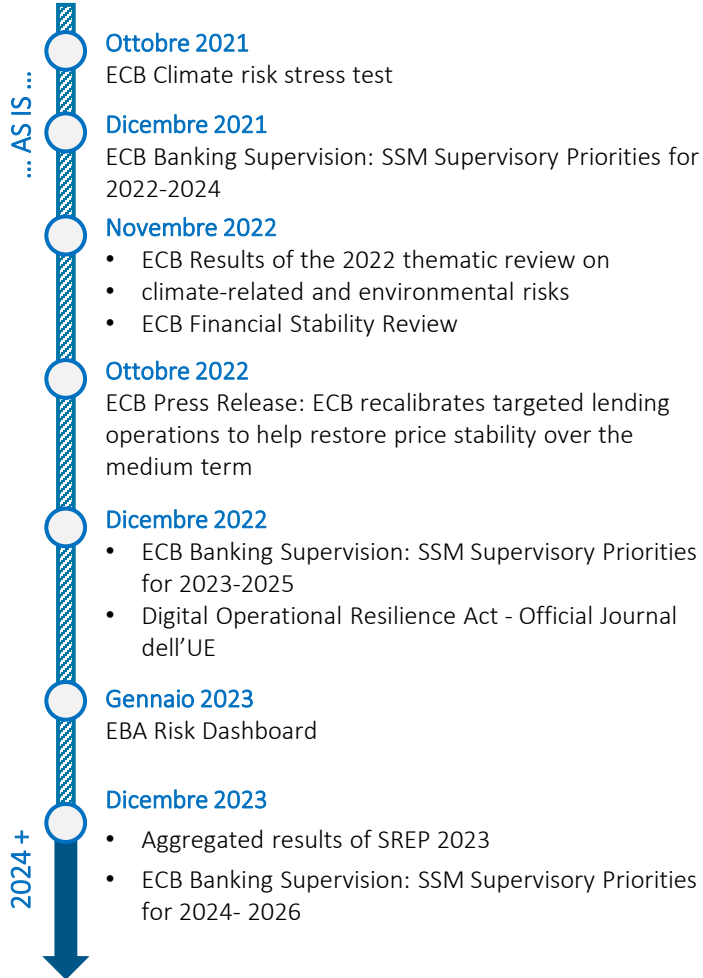 ... AS IS ...
Ottobre 2021
ECB Climate risk stress test
Dicembre 2021
ECB Banking Supervision: SSM Supervisory Priorities for
2022-2024
Novembre 2022
• ECB Results of the 2022 thematic review on
• climate-related and environmental risks
• ECB Financial Stability Review
Ottobre 2022
ECB Press Release: ECB recalibrates targeted lending
operations to help restore price stability over the
medium term
Dicembre 2022
• ECB Banking Supervision: SSM Supervisory Priorities
for 2023-2025
• Digital Operational Resilience Act - Official Journal
dell’UE
Gennaio 2023
EBA Risk Dashboard
2024 +
Dicembre 2023
• Aggregated results of SREP 2023
• ECB Banking Supervision: SSM Supervisory Priorities
for 2024- 2026